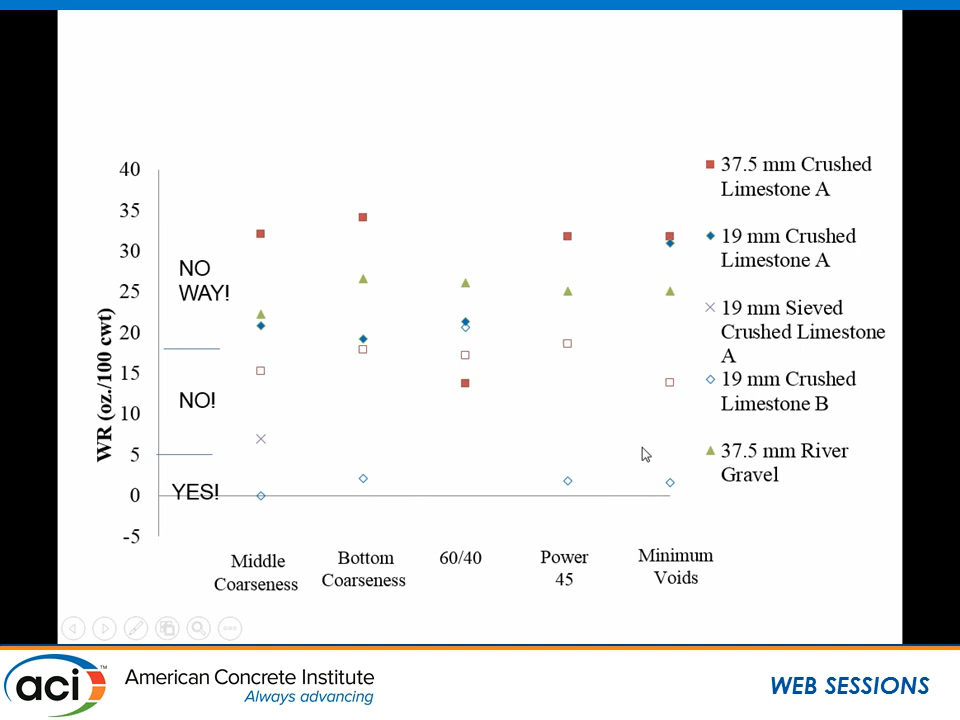 40
35
30
25
20
15
10
5
0
-5
WR (oz./100 cwt)
NO
WAY!
NO!
YES!
Middle
Coarseness
Bottom
Coarseness
60/40
Power
45
Minimum
Voids
37.5 mm Crushed
Limestone A
19 mm Crushed
Limestone A
19 mm Sieved
Crushed Limestone
A
19 mm Crushed
Limestone B
37.5 mm River
Gravel
aci™
American Concrete Institute
Always advancing
WEB SESSIONS